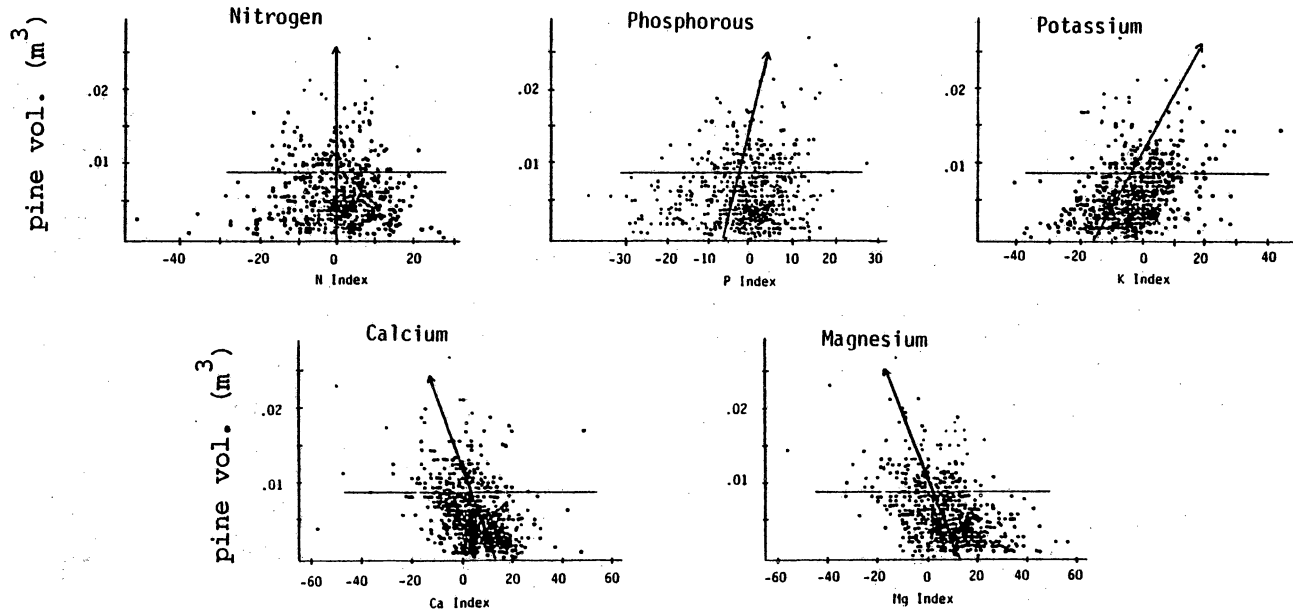 Nitrogen
Phosphorous
Potassium
pine vol. (m³)
.02
.01
-40 -20 0 20
N Index
.02
.01
-30 -20 -10 0 10 20 30
P Index
.02
.01
-40 -20 0 20 40
K Index
Calcium
Magnesium
pine vol. (m³)
.02
.01
-60 -40 -20 0 20 40 60
Ca Index
.02
.01
-60 -40 -20 0 20 40 60
Mg Index